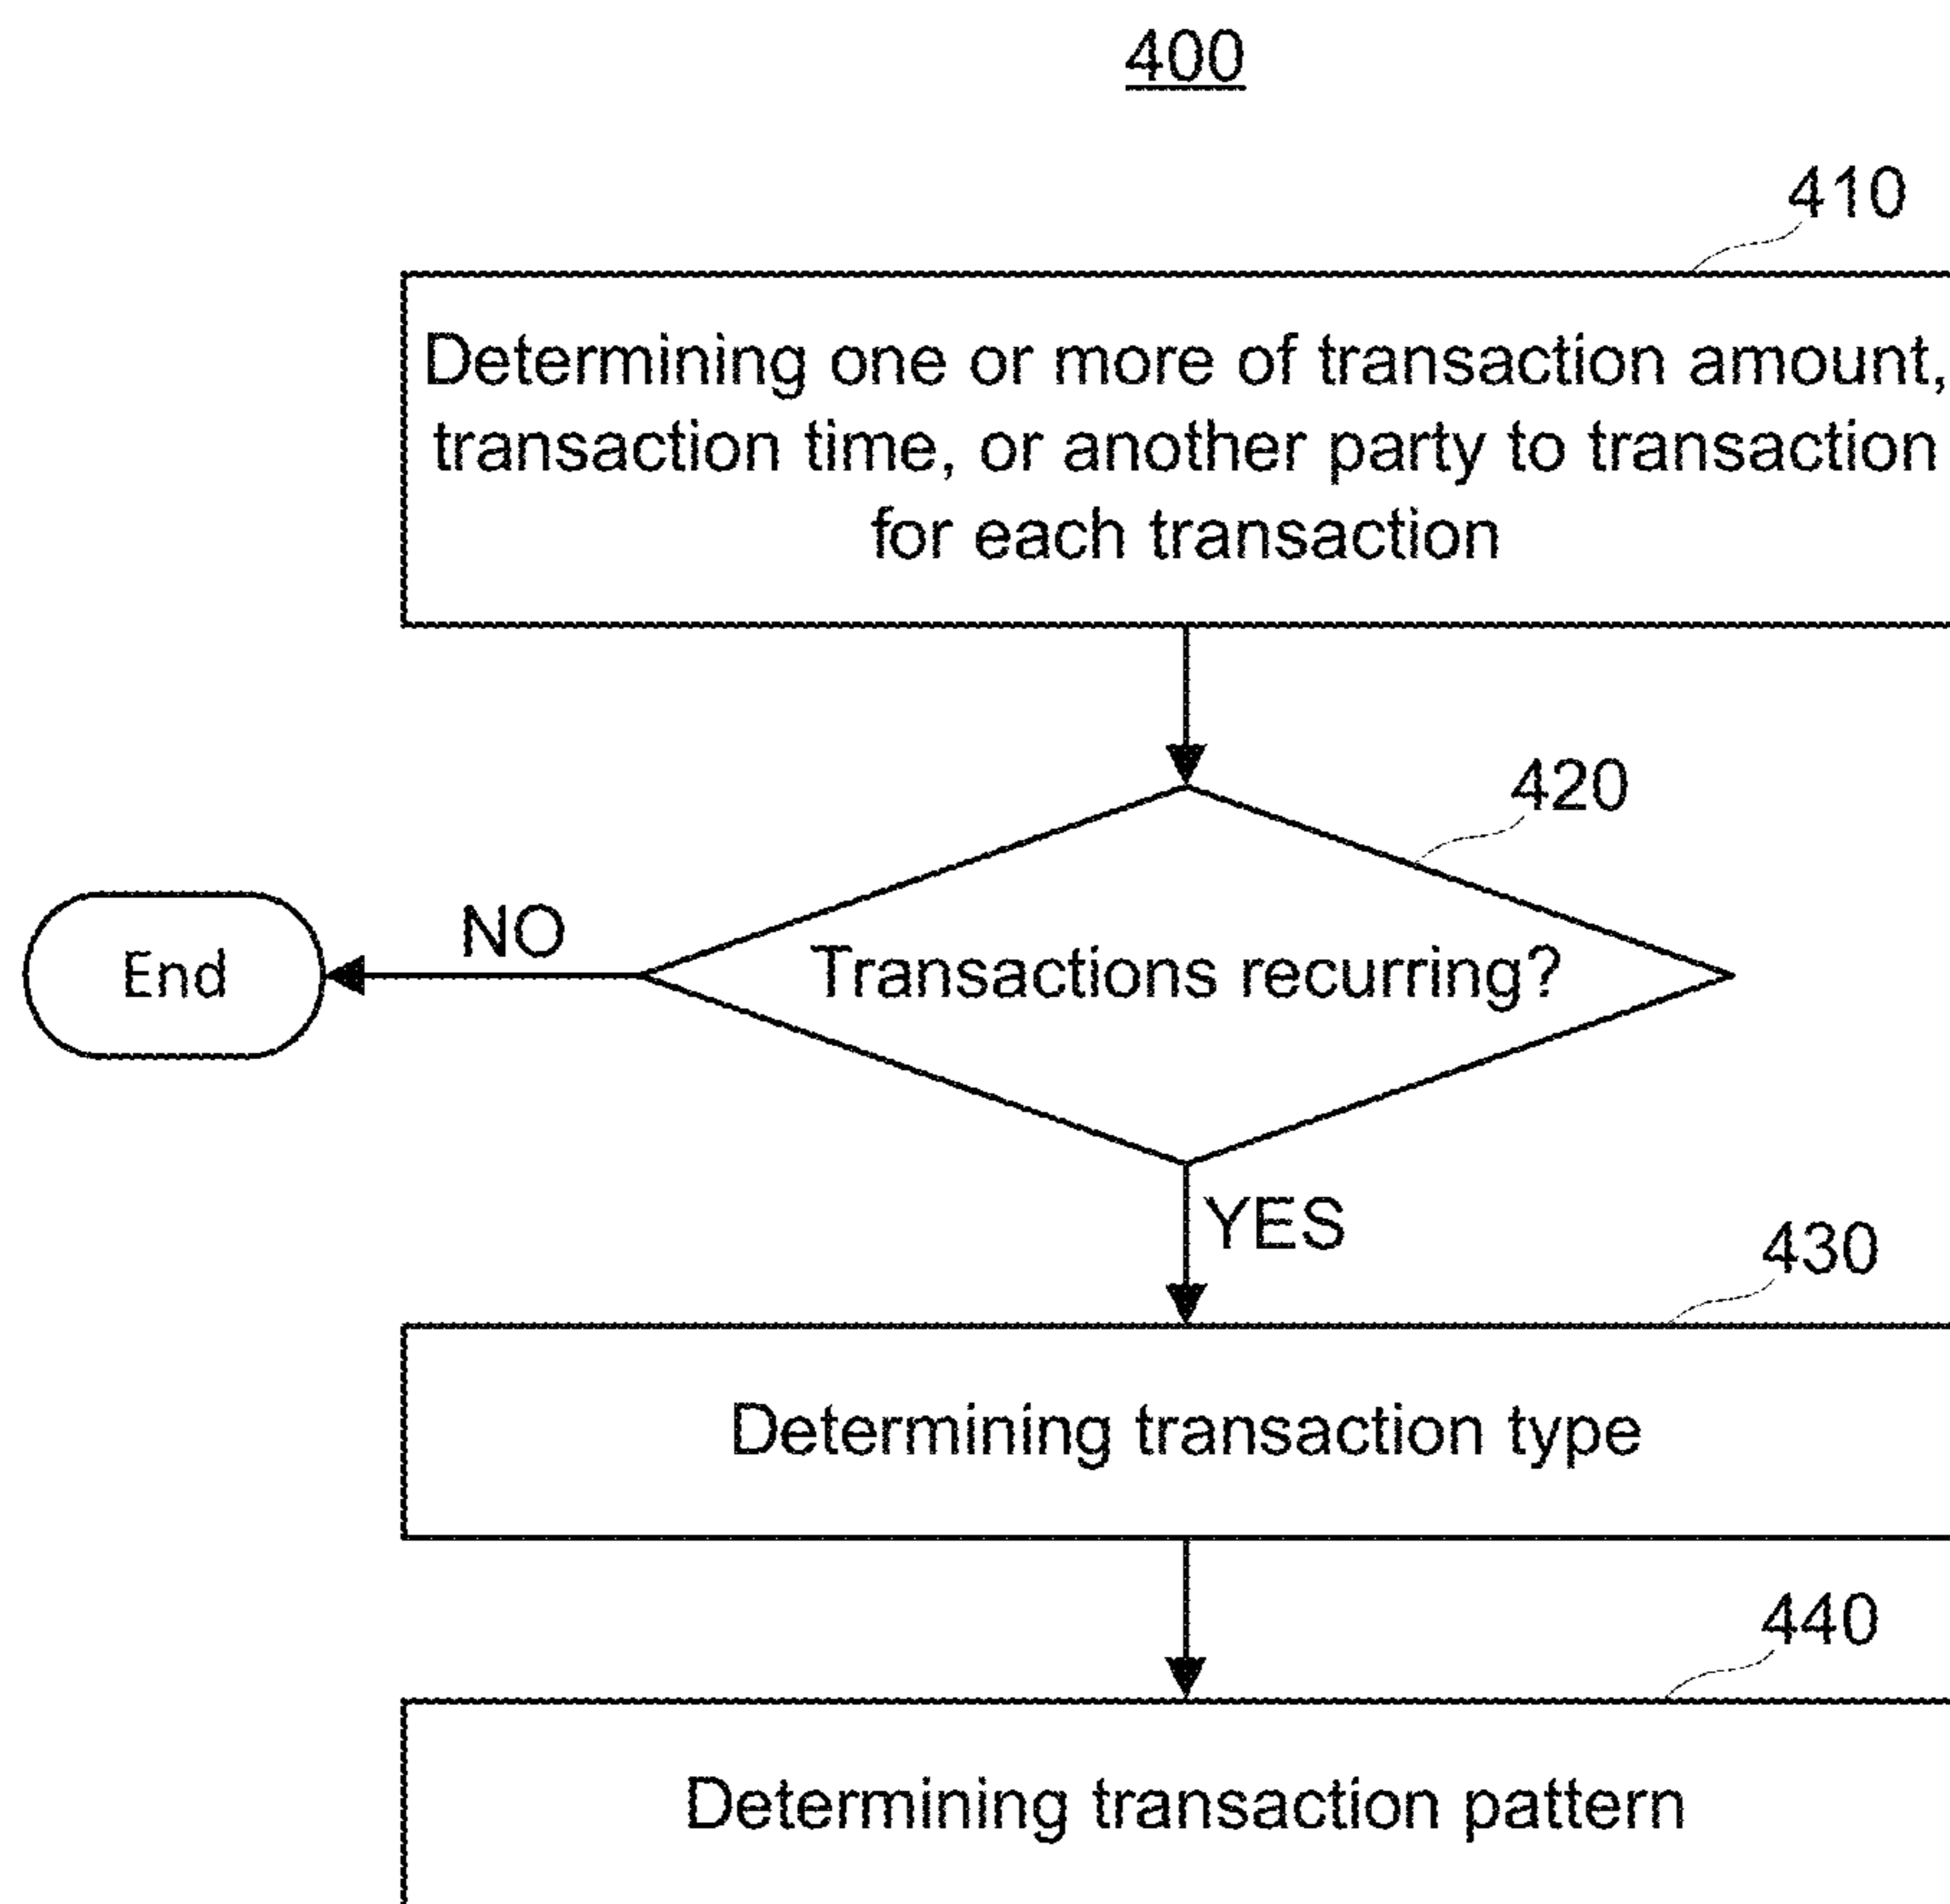 400
410
Determining one or more of transaction amount,
transaction time, or another party to transaction
for each transaction
420
Transactions recurring?
NO
End
YES
430
Determining transaction type
440
Determining transaction pattern